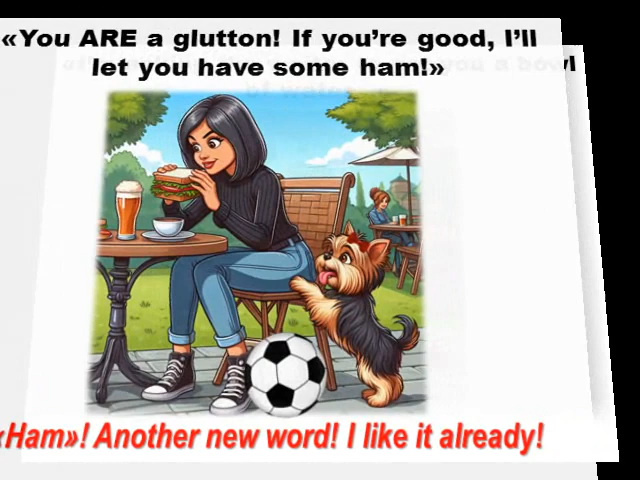 «You ARE a glutton! If you’re good, I’ll
let you have some ham!»
«Ham»! Another new word! I like it already!